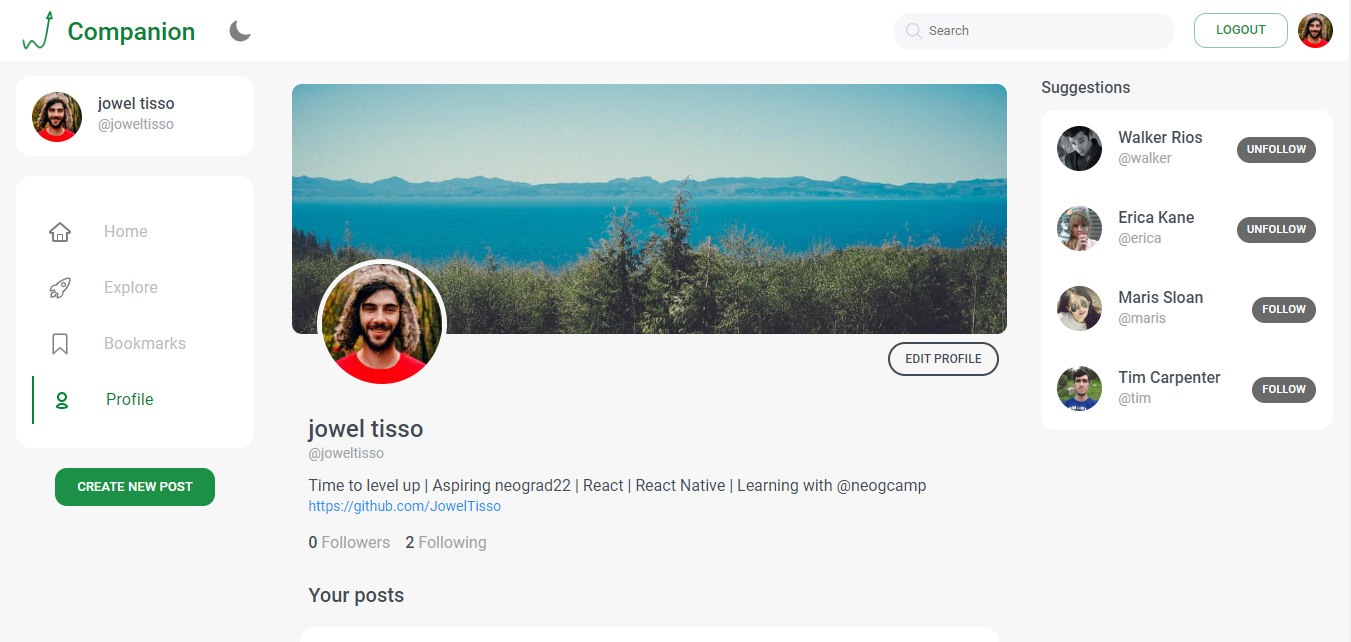 Companion
Search
LOGOUT
jowel tisso
@joweltisso
Home
Explore
Bookmarks
Profile
CREATE NEW POST
EDIT PROFILE
jowel tisso
@joweltisso
Time to level up | Aspiring neograd22 | React | React Native | Learning with @neogcamp
https://github.com/JowelTisso
0 Followers 2 Following
Your posts
Suggestions
Walker Rios
@walker
UNFOLLOW
Erica Kane
@erica
UNFOLLOW
Maris Sloan
@maris
FOLLOW
Tim Carpenter
@tim
FOLLOW